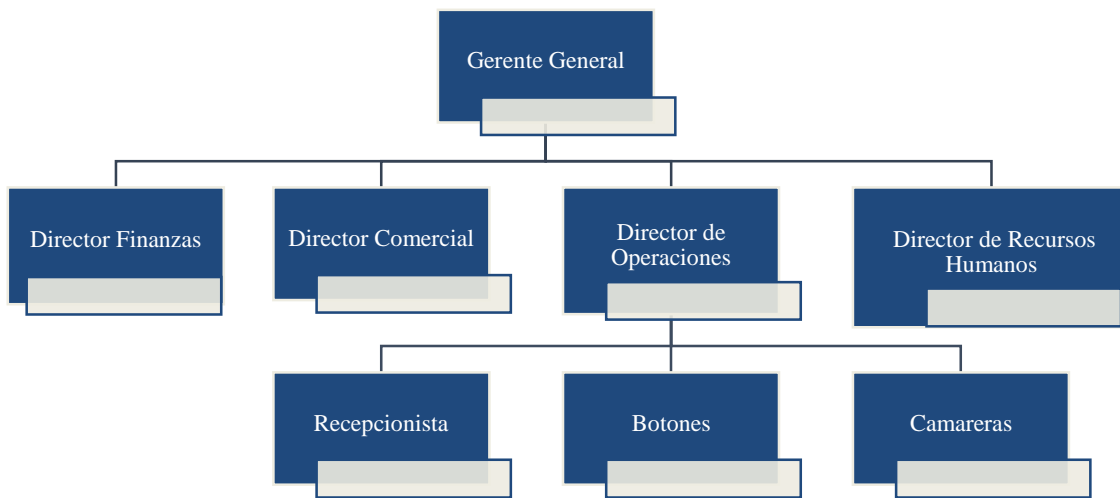 Gerente General
Director Finanzas
Director Comercial
Director de
Operaciones
Director de Recursos
Humanos
Recepcionista
Botones
Camareras